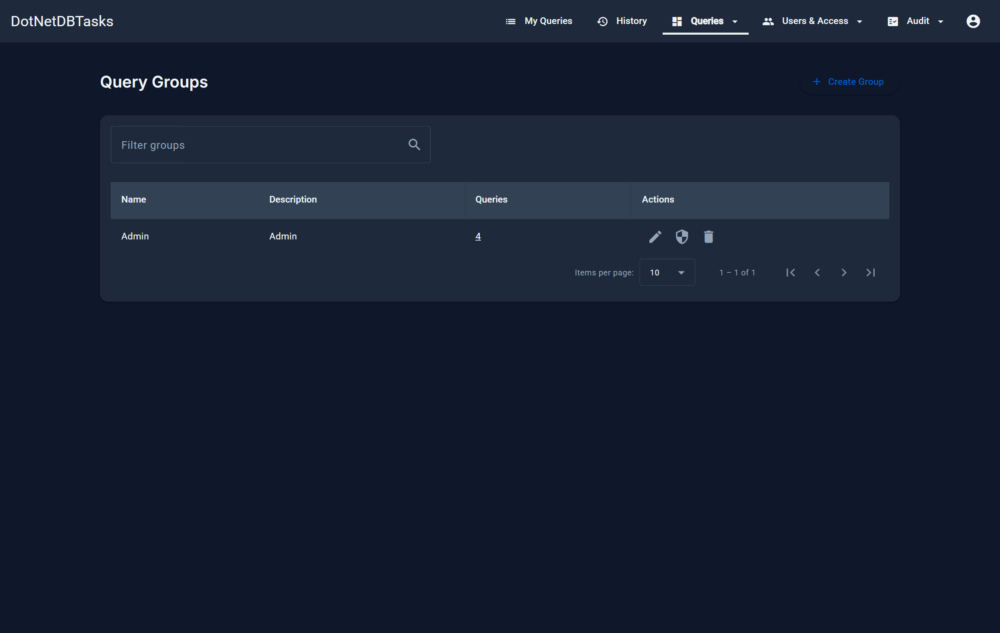 DotNetDBTasks My Queries History Queries Users & Access Audit
Query Groups Create Group
Filter groups
Name Description Queries Actions
Admin Admin 4
Items per page: 10 1 – 1 of 1